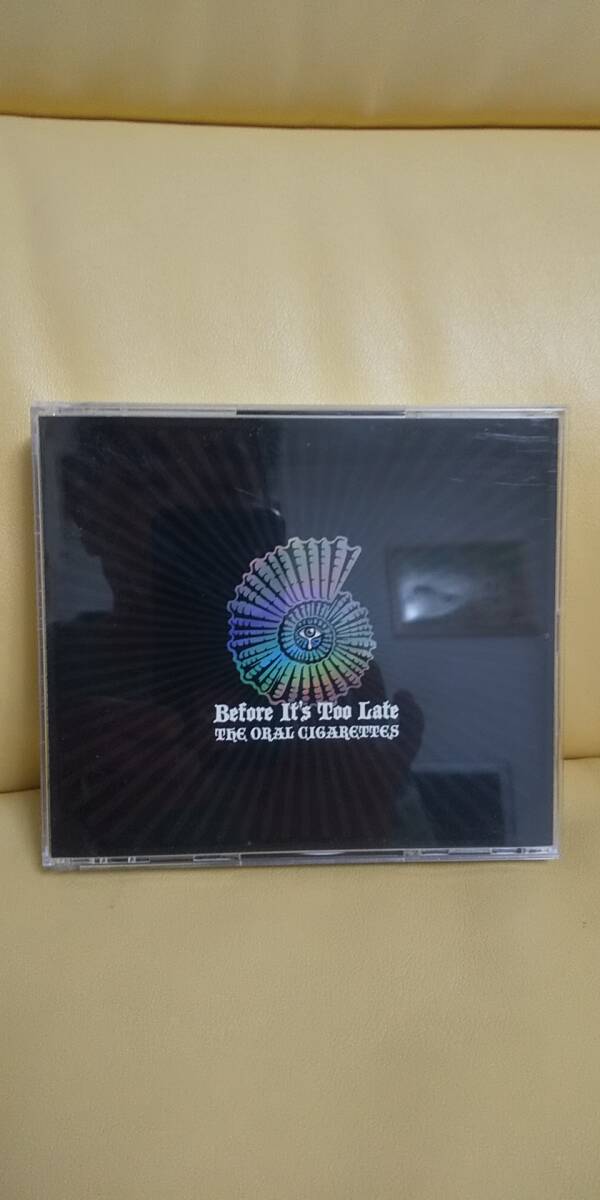 Before It's Too Late
THE ORAL CIGARETTES